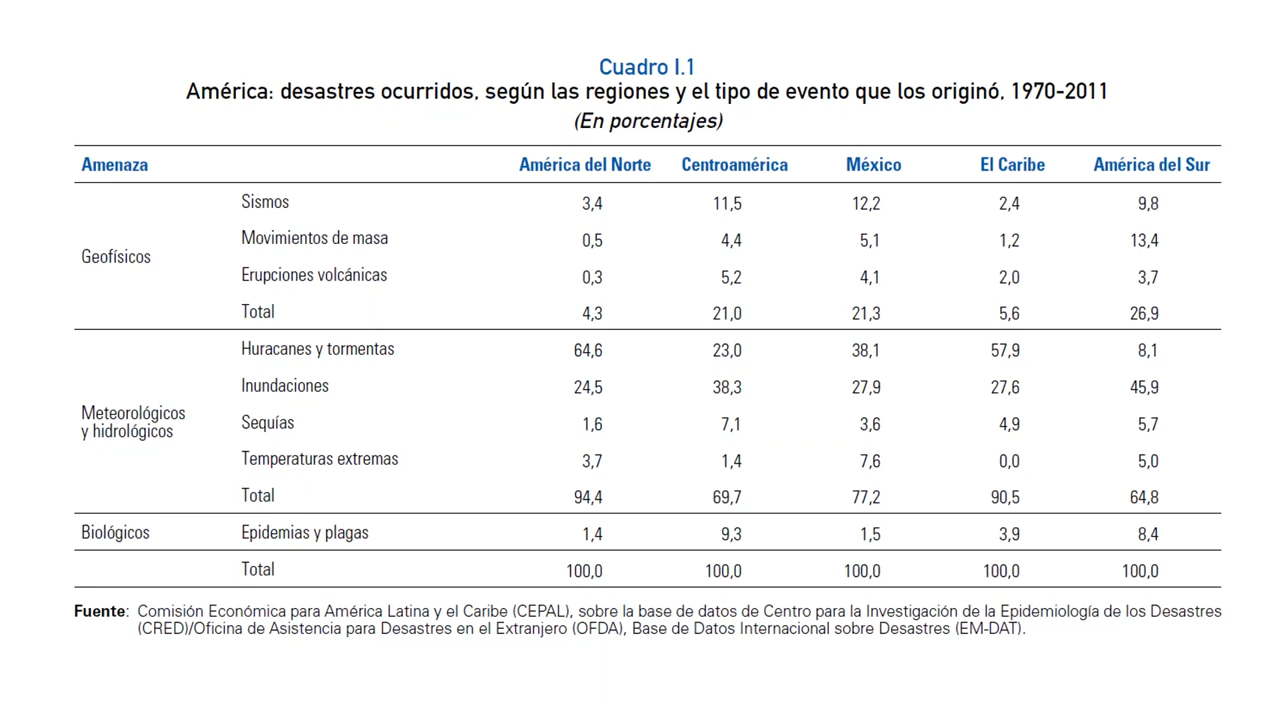 Cuadro I.1
América: desastres ocurridos, según las regiones y el tipo de evento que los originó, 1970-2011
(En porcentajes)
Amenaza América del Norte Centroamérica México El Caribe América del Sur
Geofísicos
Sismos 3,4 11,5 12,2 2,4 9,8
Movimientos de masa 0,5 4,4 5,1 1,2 13,4
Erupciones volcánicas 0,3 5,2 4,1 2,0 3,7
Total 4,3 21,0 21,3 5,6 26,9
Meteorológicos
y hidrológicos
Huracanes y tormentas 64,6 23,0 38,1 57,9 8,1
Inundaciones 24,5 38,3 27,9 27,6 45,9
Sequías 1,6 7,1 3,6 4,9 5,7
Temperaturas extremas 3,7 1,4 7,6 0,0 5,0
Total 94,4 69,7 77,2 90,5 64,8
Biológicos Epidemias y plagas 1,4 9,3 1,5 3,9 8,4
Total 100,0 100,0 100,0 100,0 100,0
Fuente: Comisión Económica para América Latina y el Caribe (CEPAL), sobre la base de datos de Centro para la Investigación de la Epidemiología de los Desastres
(CRED)/Oficina de Asistencia para Desastres en el Extranjero (OFDA), Base de Datos Internacional sobre Desastres (EM-DAT).